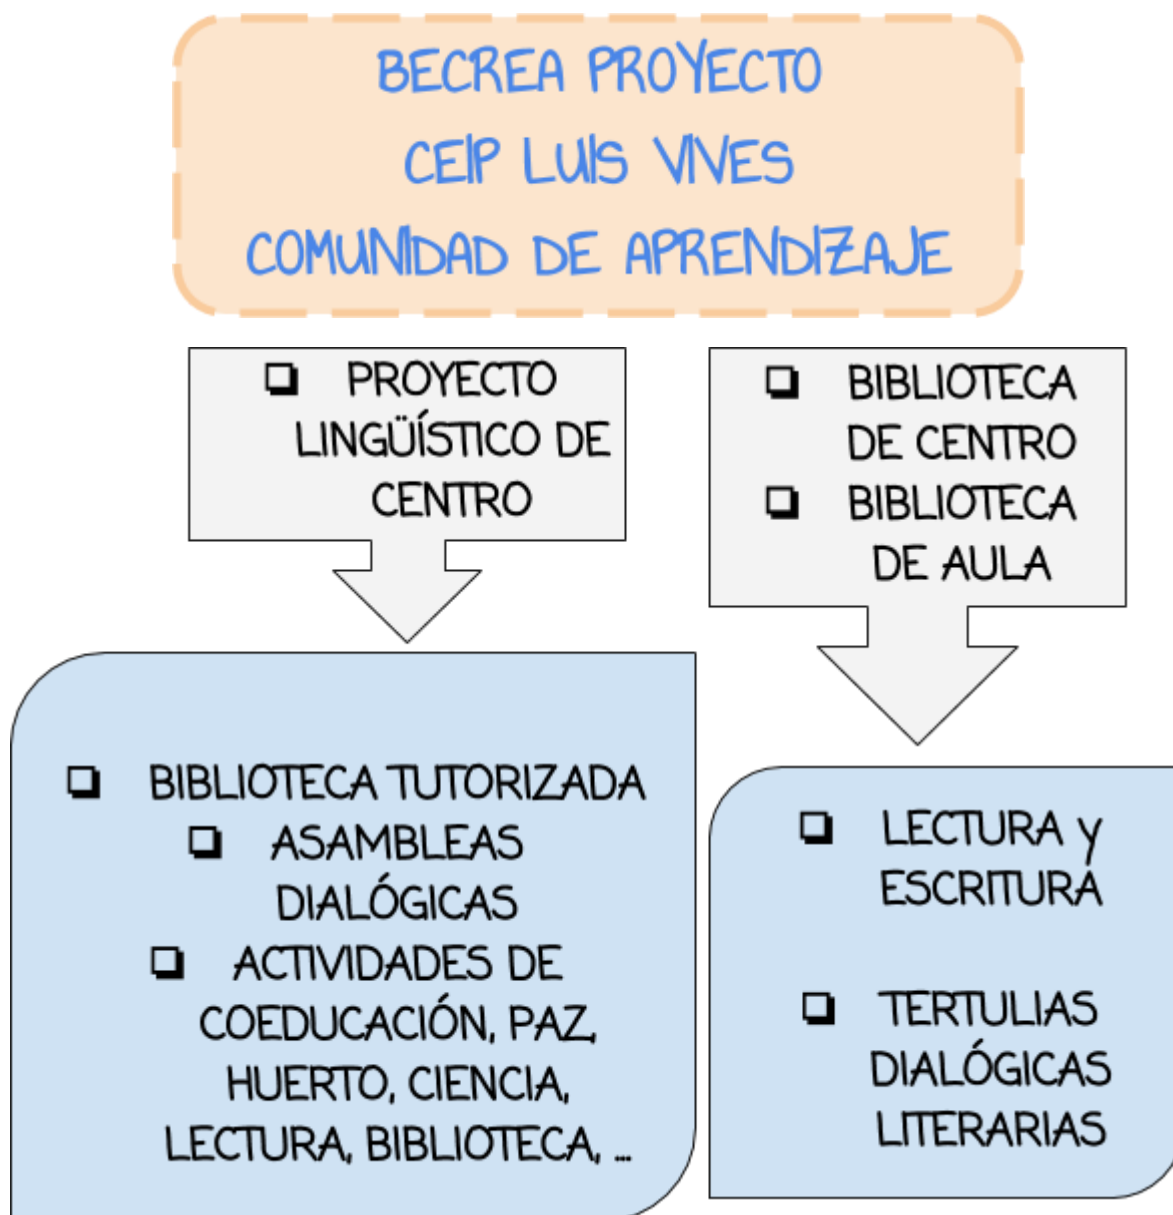 BECREA PROYECTO
CEIP LUIS VIVES
COMUNIDAD DE APRENDIZAJE
PROYECTO
LINGÜÍSTICO DE
CENTRO
BIBLIOTECA
DE CENTRO
BIBLIOTECA
DE AULA
BIBLIOTECA TUTORIZADA
ASAMBLEAS
DIALÓGICAS
ACTIVIDADES DE
COEDUCACIÓN, PAZ,
HUERTO, CIENCIA,
LECTURA, BIBLIOTECA, ...
LECTURA y
ESCRITURA
TERTULIAS
DIALÓGICAS
LITERARIAS